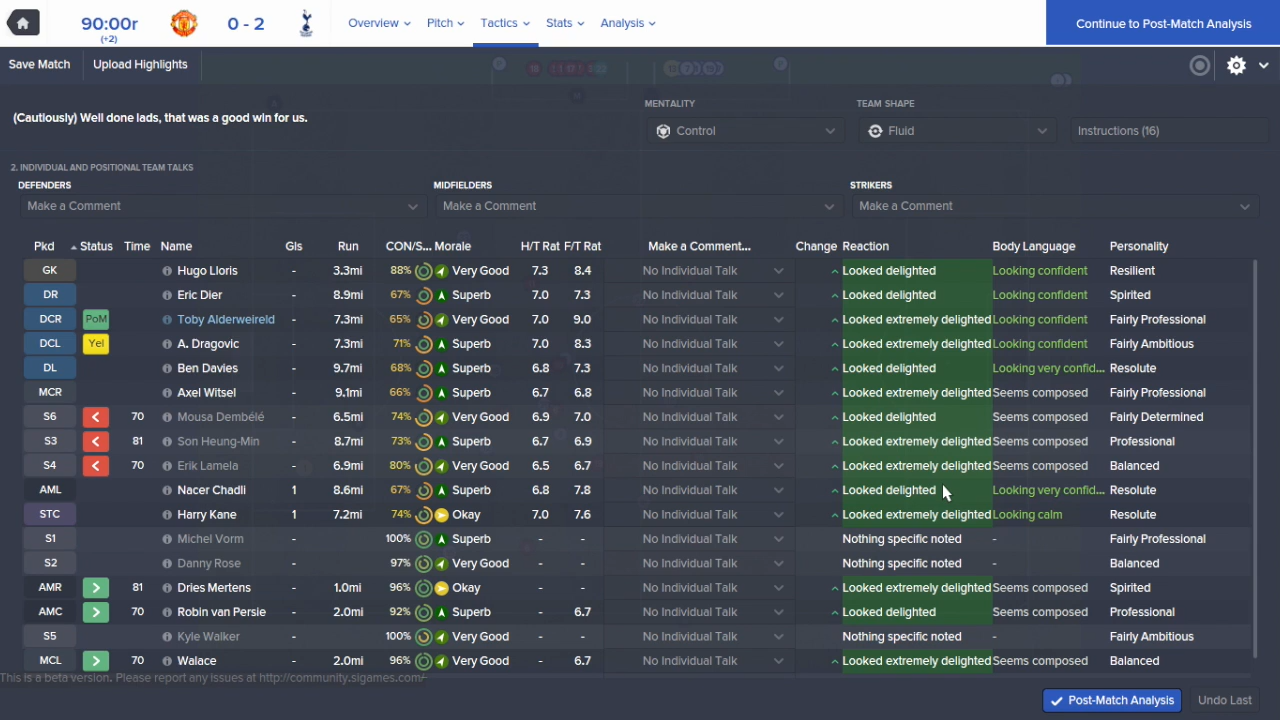 90:00r
(+2)
0 - 2
Overview Pitch Tactics Stats Analysis
Continue to Post-Match Analysis
Save Match Upload Highlights
MENTALITY TEAM SHAPE
(Cautiously) Well done lads, that was a good win for us.
Control Fluid Instructions (16)
2. INDIVIDUAL AND POSITIONAL TEAM TALKS
DEFENDERS MIDFIELDERS STRIKERS
Make a Comment Make a Comment Make a Comment
Pkd Status Time Name Gls Run CON/S... Morale H/T Rat F/T Rat Make a Comment... Change Reaction Body Language Personality
GK Hugo Lloris - 3.3mi 88% Very Good 7.3 8.4 No Individual Talk Looked delighted Looking confident Resilient
DR Eric Dier - 8.9mi 67% Superb 7.0 7.3 No Individual Talk Looked delighted Looking confident Spirited
DCR PoM Toby Alderweireld - 7.3mi 65% Very Good 7.0 9.0 No Individual Talk Looked extremely delighted Looking confident Fairly Professional
DCL Yel A. Dragovic - 7.3mi 71% Superb 7.0 8.3 No Individual Talk Looked extremely delighted Looking confident Fairly Ambitious
DL Ben Davies - 9.7mi 68% Superb 6.8 7.3 No Individual Talk Looked delighted Looking very confid... Resolute
MCR Axel Witsel - 9.1mi 66% Superb 6.7 6.8 No Individual Talk Looked extremely delighted Seems composed Fairly Professional
S6 70 Mousa Dembélé - 6.5mi 74% Very Good 6.9 7.0 No Individual Talk Looked delighted Seems composed Fairly Determined
S3 81 Son Heung-Min - 8.7mi 73% Superb 6.7 6.9 No Individual Talk Looked extremely delighted Seems composed Professional
S4 70 Erik Lamela - 6.9mi 80% Very Good 6.5 6.7 No Individual Talk Looked extremely delighted Seems composed Balanced
AML Nacer Chadli 1 8.6mi 67% Superb 6.8 7.8 No Individual Talk Looked delighted Looking very confid... Resolute
STC Harry Kane 1 7.2mi 74% Okay 7.0 7.6 No Individual Talk Looked extremely delighted Looking calm Resolute
S1 Michel Vorm - 100% Superb - - No Individual Talk Nothing specific noted - Fairly Professional
S2 Danny Rose - 97% Very Good - - No Individual Talk Nothing specific noted - Balanced
AMR 81 Dries Mertens - 1.0mi 96% Okay - - No Individual Talk Looked extremely delighted Seems composed Spirited
AMC 70 Robin van Persie - 2.0mi 92% Superb - 6.7 No Individual Talk Looked delighted Seems composed Professional
S5 Kyle Walker - 100% Very Good - - No Individual Talk Nothing specific noted - Fairly Ambitious
MCL 70 Walace - 2.0mi 96% Very Good - 6.7 No Individual Talk Looked extremely delighted Seems composed Balanced
This is a beta version. Please report any issues at http://community.sigames.com/
Post-Match Analysis Undo Last